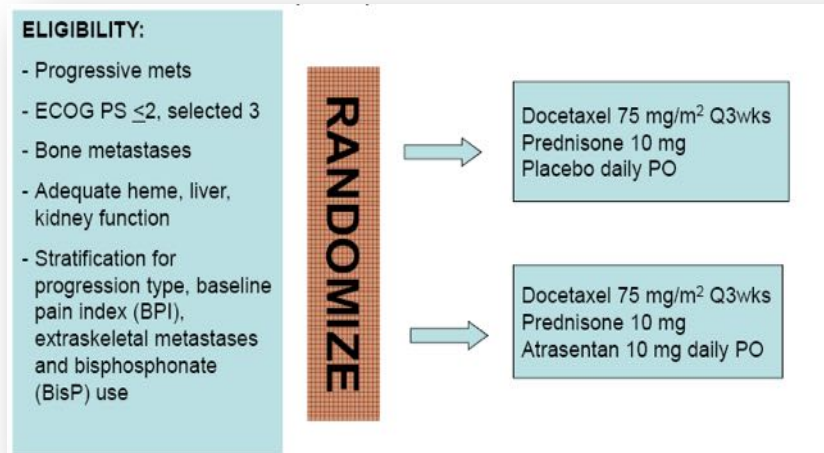 ELIGIBILITY:
- Progressive mets
- ECOG PS ≤2, selected 3
- Bone metastases
- Adequate heme, liver,
kidney function
- Stratification for
progression type, baseline
pain index (BPI),
extraskeletal metastases
and bisphosphonate
(BisP) use
RANDOMIZE
Docetaxel 75 mg/m² Q3wks
Prednisone 10 mg
Placebo daily PO
Docetaxel 75 mg/m² Q3wks
Prednisone 10 mg
Atrasentan 10 mg daily PO